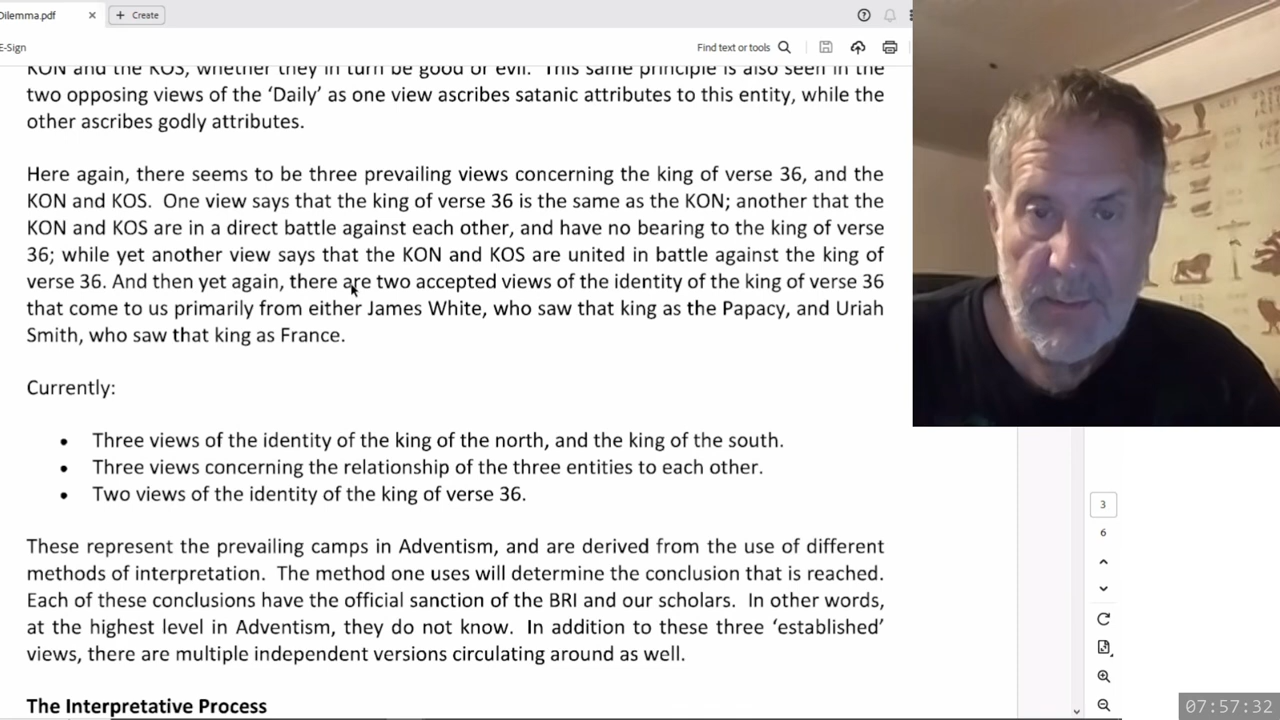 Dilemma.pdf
Create
E-Sign
Find text or tools
KON and the KOS, whether they in turn be good or evil. This same principle is also seen in the
two opposing views of the ‘Daily’ as one view ascribes satanic attributes to this entity, while the
other ascribes godly attributes.
Here again, there seems to be three prevailing views concerning the king of verse 36, and the
KON and KOS. One view says that the king of verse 36 is the same as the KON; another that the
KON and KOS are in a direct battle against each other, and have no bearing to the king of verse
36; while yet another view says that the KON and KOS are united in battle against the king of
verse 36. And then yet again, there are two accepted views of the identity of the king of verse 36
that come to us primarily from either James White, who saw that king as the Papacy, and Uriah
Smith, who saw that king as France.
Currently:
• Three views of the identity of the king of the north, and the king of the south.
• Three views concerning the relationship of the three entities to each other.
• Two views of the identity of the king of verse 36.
These represent the prevailing camps in Adventism, and are derived from the use of different
methods of interpretation. The method one uses will determine the conclusion that is reached.
Each of these conclusions have the official sanction of the BRI and our scholars. In other words,
at the highest level in Adventism, they do not know. In addition to these three ‘established’
views, there are multiple independent versions circulating around as well.
The Interpretative Process
3
6
07:57:32